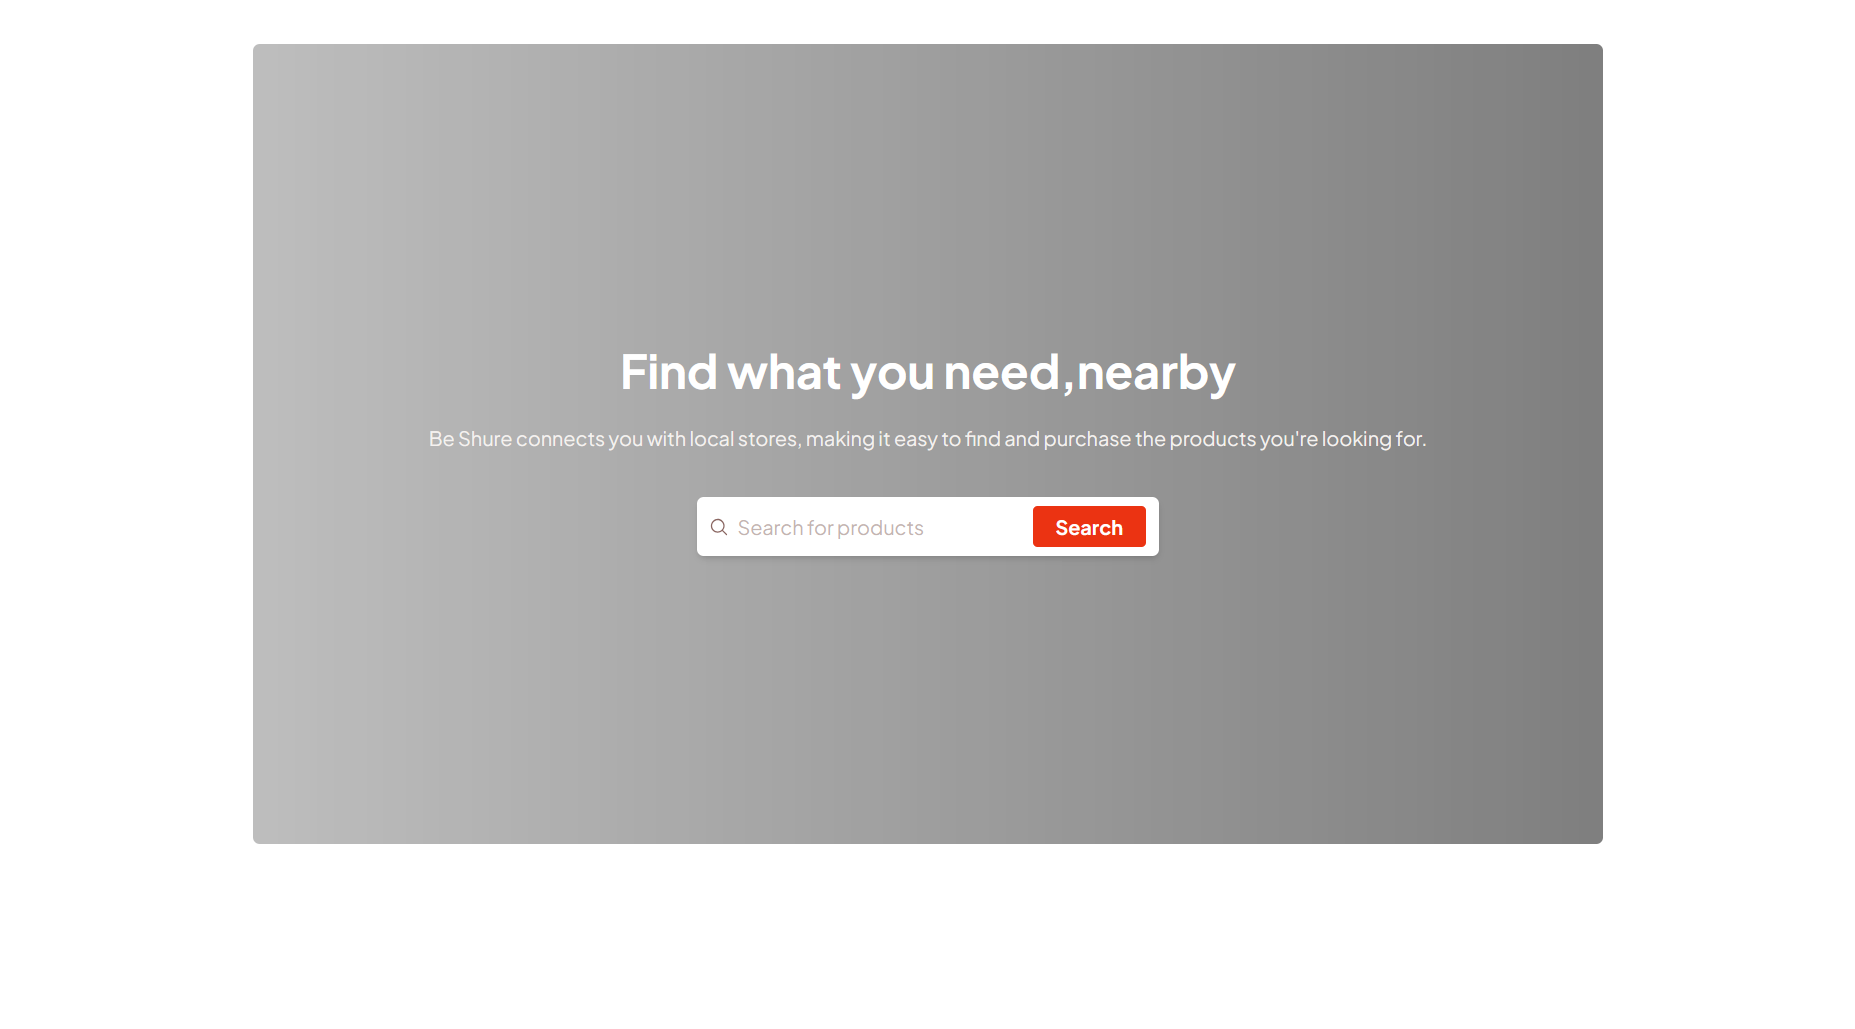 Find what you need,nearby
Be Shure connects you with local stores, making it easy to find and purchase the products you're looking for.
Search for products
Search